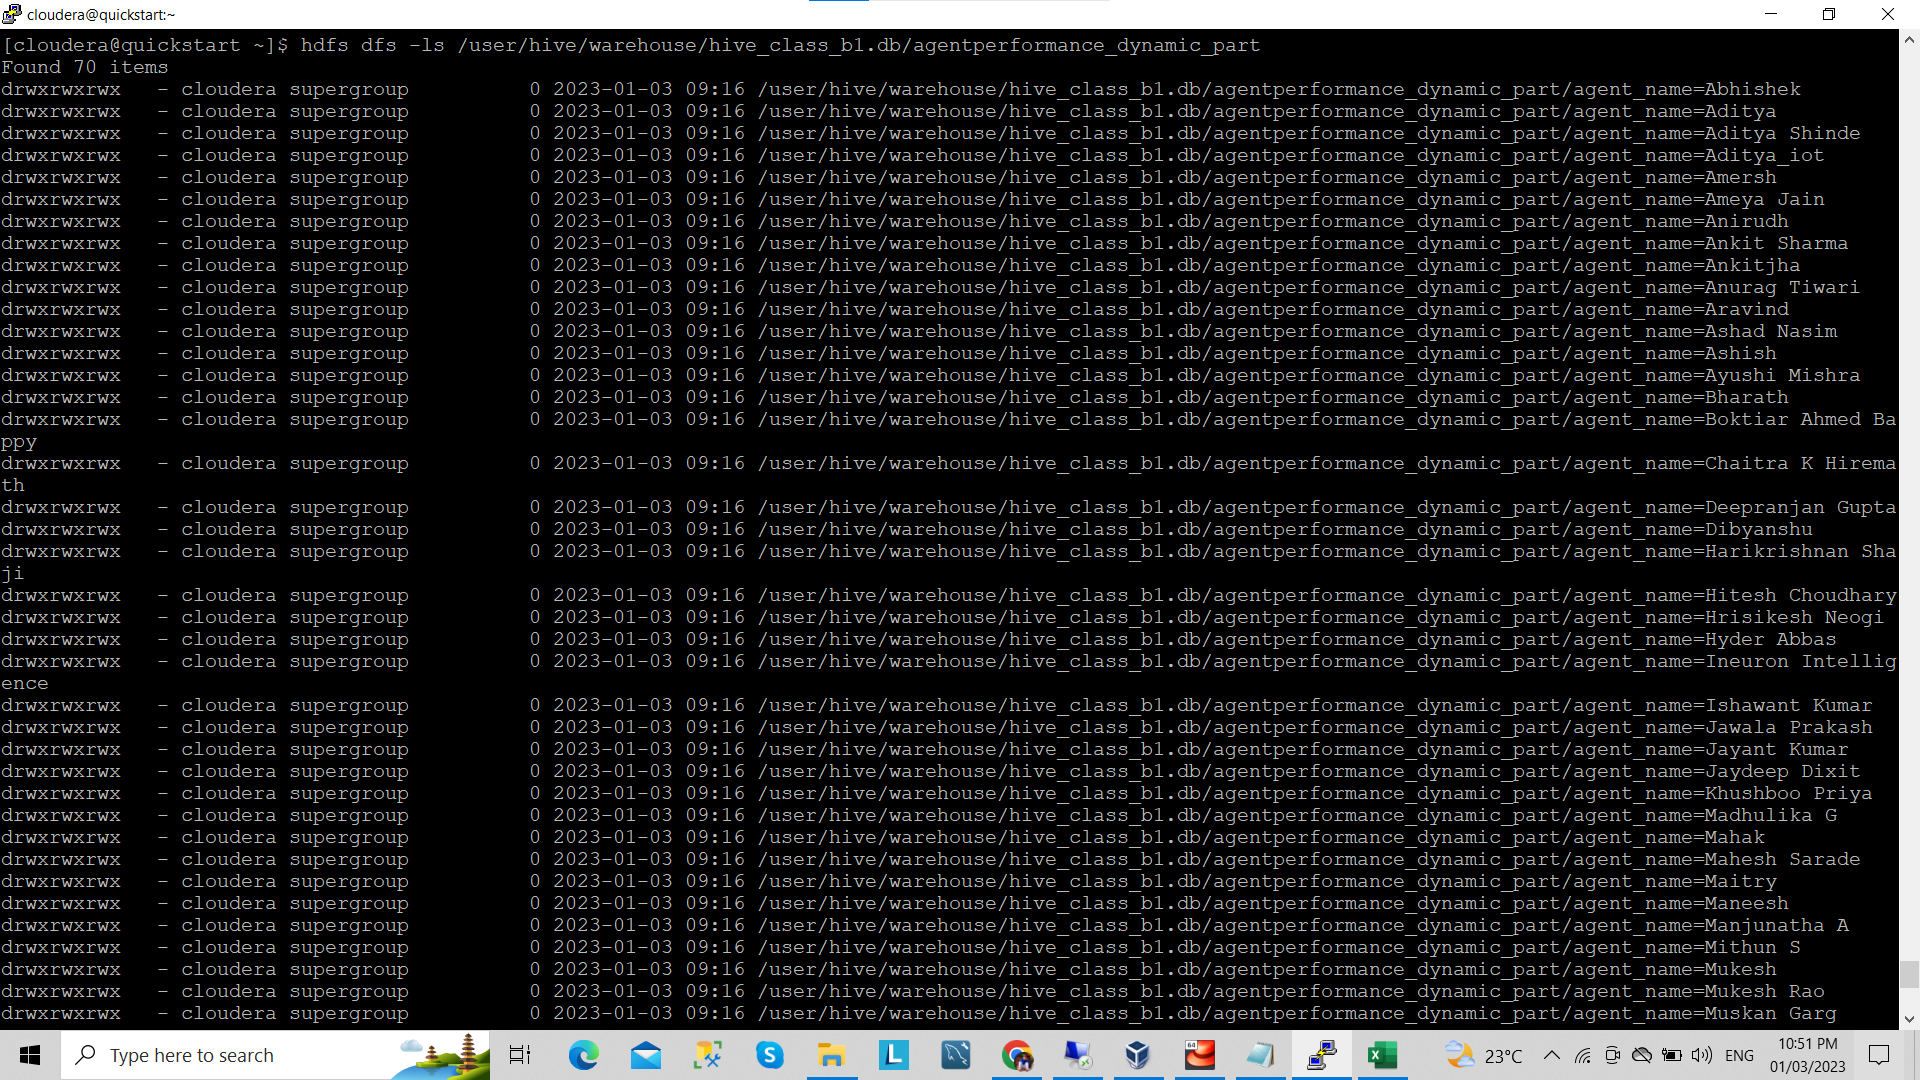 cloudera@quickstart:~
[cloudera@quickstart ~]$ hdfs dfs -ls /user/hive/warehouse/hive_class_b1.db/agentperformance_dynamic_part
Found 70 items
drwxrwxrwx   - cloudera supergroup          0 2023-01-03 09:16 /user/hive/warehouse/hive_class_b1.db/agentperformance_dynamic_part/agent_name=Abhishek
drwxrwxrwx   - cloudera supergroup          0 2023-01-03 09:16 /user/hive/warehouse/hive_class_b1.db/agentperformance_dynamic_part/agent_name=Aditya
drwxrwxrwx   - cloudera supergroup          0 2023-01-03 09:16 /user/hive/warehouse/hive_class_b1.db/agentperformance_dynamic_part/agent_name=Aditya Shinde
drwxrwxrwx   - cloudera supergroup          0 2023-01-03 09:16 /user/hive/warehouse/hive_class_b1.db/agentperformance_dynamic_part/agent_name=Aditya_iot
drwxrwxrwx   - cloudera supergroup          0 2023-01-03 09:16 /user/hive/warehouse/hive_class_b1.db/agentperformance_dynamic_part/agent_name=Amersh
drwxrwxrwx   - cloudera supergroup          0 2023-01-03 09:16 /user/hive/warehouse/hive_class_b1.db/agentperformance_dynamic_part/agent_name=Ameya Jain
drwxrwxrwx   - cloudera supergroup          0 2023-01-03 09:16 /user/hive/warehouse/hive_class_b1.db/agentperformance_dynamic_part/agent_name=Anirudh
drwxrwxrwx   - cloudera supergroup          0 2023-01-03 09:16 /user/hive/warehouse/hive_class_b1.db/agentperformance_dynamic_part/agent_name=Ankit Sharma
drwxrwxrwx   - cloudera supergroup          0 2023-01-03 09:16 /user/hive/warehouse/hive_class_b1.db/agentperformance_dynamic_part/agent_name=Ankitjha
drwxrwxrwx   - cloudera supergroup          0 2023-01-03 09:16 /user/hive/warehouse/hive_class_b1.db/agentperformance_dynamic_part/agent_name=Anurag Tiwari
drwxrwxrwx   - cloudera supergroup          0 2023-01-03 09:16 /user/hive/warehouse/hive_class_b1.db/agentperformance_dynamic_part/agent_name=Aravind
drwxrwxrwx   - cloudera supergroup          0 2023-01-03 09:16 /user/hive/warehouse/hive_class_b1.db/agentperformance_dynamic_part/agent_name=Ashad Nasim
drwxrwxrwx   - cloudera supergroup          0 2023-01-03 09:16 /user/hive/warehouse/hive_class_b1.db/agentperformance_dynamic_part/agent_name=Ashish
drwxrwxrwx   - cloudera supergroup          0 2023-01-03 09:16 /user/hive/warehouse/hive_class_b1.db/agentperformance_dynamic_part/agent_name=Ayushi Mishra
drwxrwxrwx   - cloudera supergroup          0 2023-01-03 09:16 /user/hive/warehouse/hive_class_b1.db/agentperformance_dynamic_part/agent_name=Bharath
drwxrwxrwx   - cloudera supergroup          0 2023-01-03 09:16 /user/hive/warehouse/hive_class_b1.db/agentperformance_dynamic_part/agent_name=Boktiar Ahmed Ba
ppy
drwxrwxrwx   - cloudera supergroup          0 2023-01-03 09:16 /user/hive/warehouse/hive_class_b1.db/agentperformance_dynamic_part/agent_name=Chaitra K Hirema
th
drwxrwxrwx   - cloudera supergroup          0 2023-01-03 09:16 /user/hive/warehouse/hive_class_b1.db/agentperformance_dynamic_part/agent_name=Deepranjan Gupta
drwxrwxrwx   - cloudera supergroup          0 2023-01-03 09:16 /user/hive/warehouse/hive_class_b1.db/agentperformance_dynamic_part/agent_name=Dibyanshu
drwxrwxrwx   - cloudera supergroup          0 2023-01-03 09:16 /user/hive/warehouse/hive_class_b1.db/agentperformance_dynamic_part/agent_name=Harikrishnan Sha
ji
drwxrwxrwx   - cloudera supergroup          0 2023-01-03 09:16 /user/hive/warehouse/hive_class_b1.db/agentperformance_dynamic_part/agent_name=Hitesh Choudhary
drwxrwxrwx   - cloudera supergroup          0 2023-01-03 09:16 /user/hive/warehouse/hive_class_b1.db/agentperformance_dynamic_part/agent_name=Hrisikesh Neogi
drwxrwxrwx   - cloudera supergroup          0 2023-01-03 09:16 /user/hive/warehouse/hive_class_b1.db/agentperformance_dynamic_part/agent_name=Hyder Abbas
drwxrwxrwx   - cloudera supergroup          0 2023-01-03 09:16 /user/hive/warehouse/hive_class_b1.db/agentperformance_dynamic_part/agent_name=Ineuron Intellig
ence
drwxrwxrwx   - cloudera supergroup          0 2023-01-03 09:16 /user/hive/warehouse/hive_class_b1.db/agentperformance_dynamic_part/agent_name=Ishawant Kumar
drwxrwxrwx   - cloudera supergroup          0 2023-01-03 09:16 /user/hive/warehouse/hive_class_b1.db/agentperformance_dynamic_part/agent_name=Jawala Prakash
drwxrwxrwx   - cloudera supergroup          0 2023-01-03 09:16 /user/hive/warehouse/hive_class_b1.db/agentperformance_dynamic_part/agent_name=Jayant Kumar
drwxrwxrwx   - cloudera supergroup          0 2023-01-03 09:16 /user/hive/warehouse/hive_class_b1.db/agentperformance_dynamic_part/agent_name=Jaydeep Dixit
drwxrwxrwx   - cloudera supergroup          0 2023-01-03 09:16 /user/hive/warehouse/hive_class_b1.db/agentperformance_dynamic_part/agent_name=Khushboo Priya
drwxrwxrwx   - cloudera supergroup          0 2023-01-03 09:16 /user/hive/warehouse/hive_class_b1.db/agentperformance_dynamic_part/agent_name=Madhulika G
drwxrwxrwx   - cloudera supergroup          0 2023-01-03 09:16 /user/hive/warehouse/hive_class_b1.db/agentperformance_dynamic_part/agent_name=Mahak
drwxrwxrwx   - cloudera supergroup          0 2023-01-03 09:16 /user/hive/warehouse/hive_class_b1.db/agentperformance_dynamic_part/agent_name=Mahesh Sarade
drwxrwxrwx   - cloudera supergroup          0 2023-01-03 09:16 /user/hive/warehouse/hive_class_b1.db/agentperformance_dynamic_part/agent_name=Maitry
drwxrwxrwx   - cloudera supergroup          0 2023-01-03 09:16 /user/hive/warehouse/hive_class_b1.db/agentperformance_dynamic_part/agent_name=Maneesh
drwxrwxrwx   - cloudera supergroup          0 2023-01-03 09:16 /user/hive/warehouse/hive_class_b1.db/agentperformance_dynamic_part/agent_name=Manjunatha A
drwxrwxrwx   - cloudera supergroup          0 2023-01-03 09:16 /user/hive/warehouse/hive_class_b1.db/agentperformance_dynamic_part/agent_name=Mithun S
drwxrwxrwx   - cloudera supergroup          0 2023-01-03 09:16 /user/hive/warehouse/hive_class_b1.db/agentperformance_dynamic_part/agent_name=Mukesh
drwxrwxrwx   - cloudera supergroup          0 2023-01-03 09:16 /user/hive/warehouse/hive_class_b1.db/agentperformance_dynamic_part/agent_name=Mukesh Rao
drwxrwxrwx   - cloudera supergroup          0 2023-01-03 09:16 /user/hive/warehouse/hive_class_b1.db/agentperformance_dynamic_part/agent_name=Muskan Garg
Type here to search
L
S
64
23°C
ENG
10:51 PM
01/03/2023